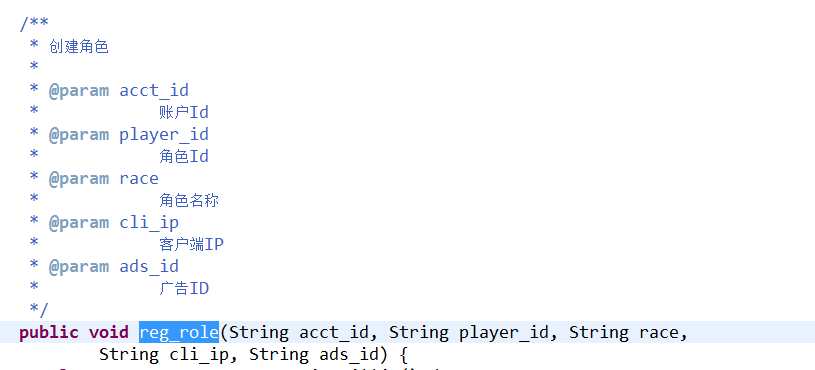 /**
 * 创建角色
 *
 * @param acct_id
 *            账户Id
 * @param player_id
 *            角色Id
 * @param race
 *            角色名称
 * @param cli_ip
 *            客户端IP
 * @param ads_id
 *            广告ID
 */
public void reg_role(String acct_id, String player_id, String race,
        String cli_ip, String ads_id) {